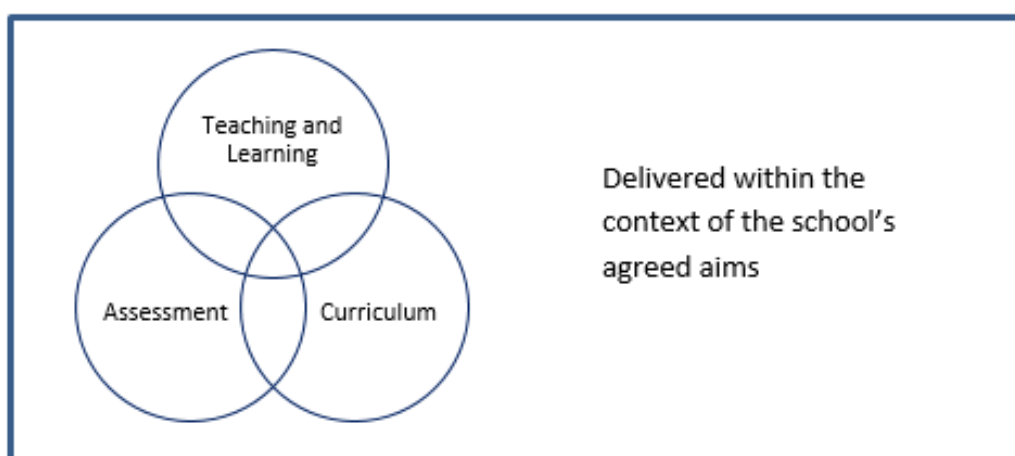 Teaching and
Learning
Delivered within the
context of the school’s
agreed aims
Assessment
Curriculum